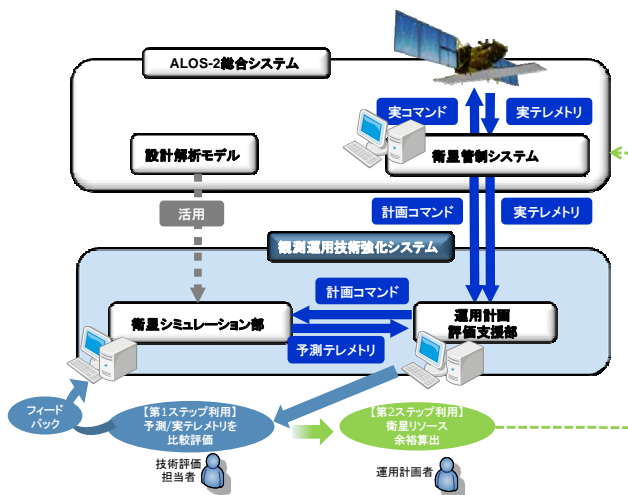 ALOS-2総合システム
実コマンド
実テレメトリ
設計解析モデル
衛星管制システム
活用
計画コマンド
実テレメトリ
観測運用技術強化システム
計画コマンド
衛星シミュレーション部
運用計画
評価支援部
予測テレメトリ
フィード
バック
【第1ステップ利用】
予測/実テレメトリを
比較評価
【第2ステップ利用】
衛星リソース
余裕算出
技術評価
担当者
運用計画者